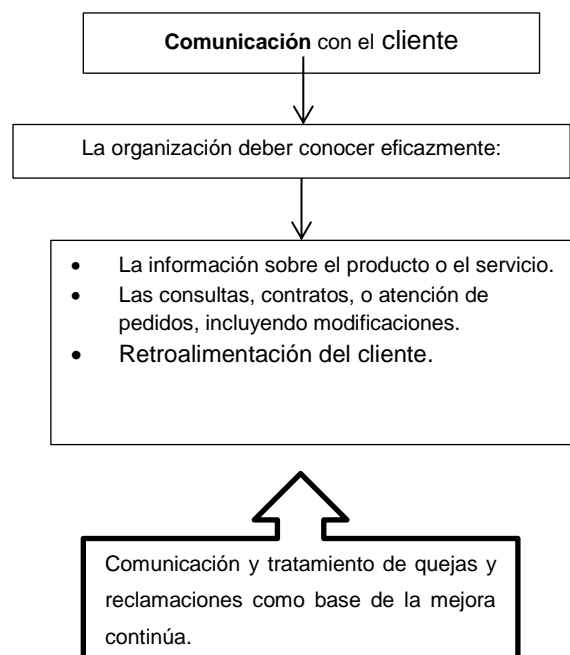 Comunicación con el cliente
La organización deber conocer eficazmente:
• La información sobre el producto o el servicio.
• Las consultas, contratos, o atención de
pedidos, incluyendo modificaciones.
• Retroalimentación del cliente.
Comunicación y tratamiento de quejas y
reclamaciones como base de la mejora
continúa.